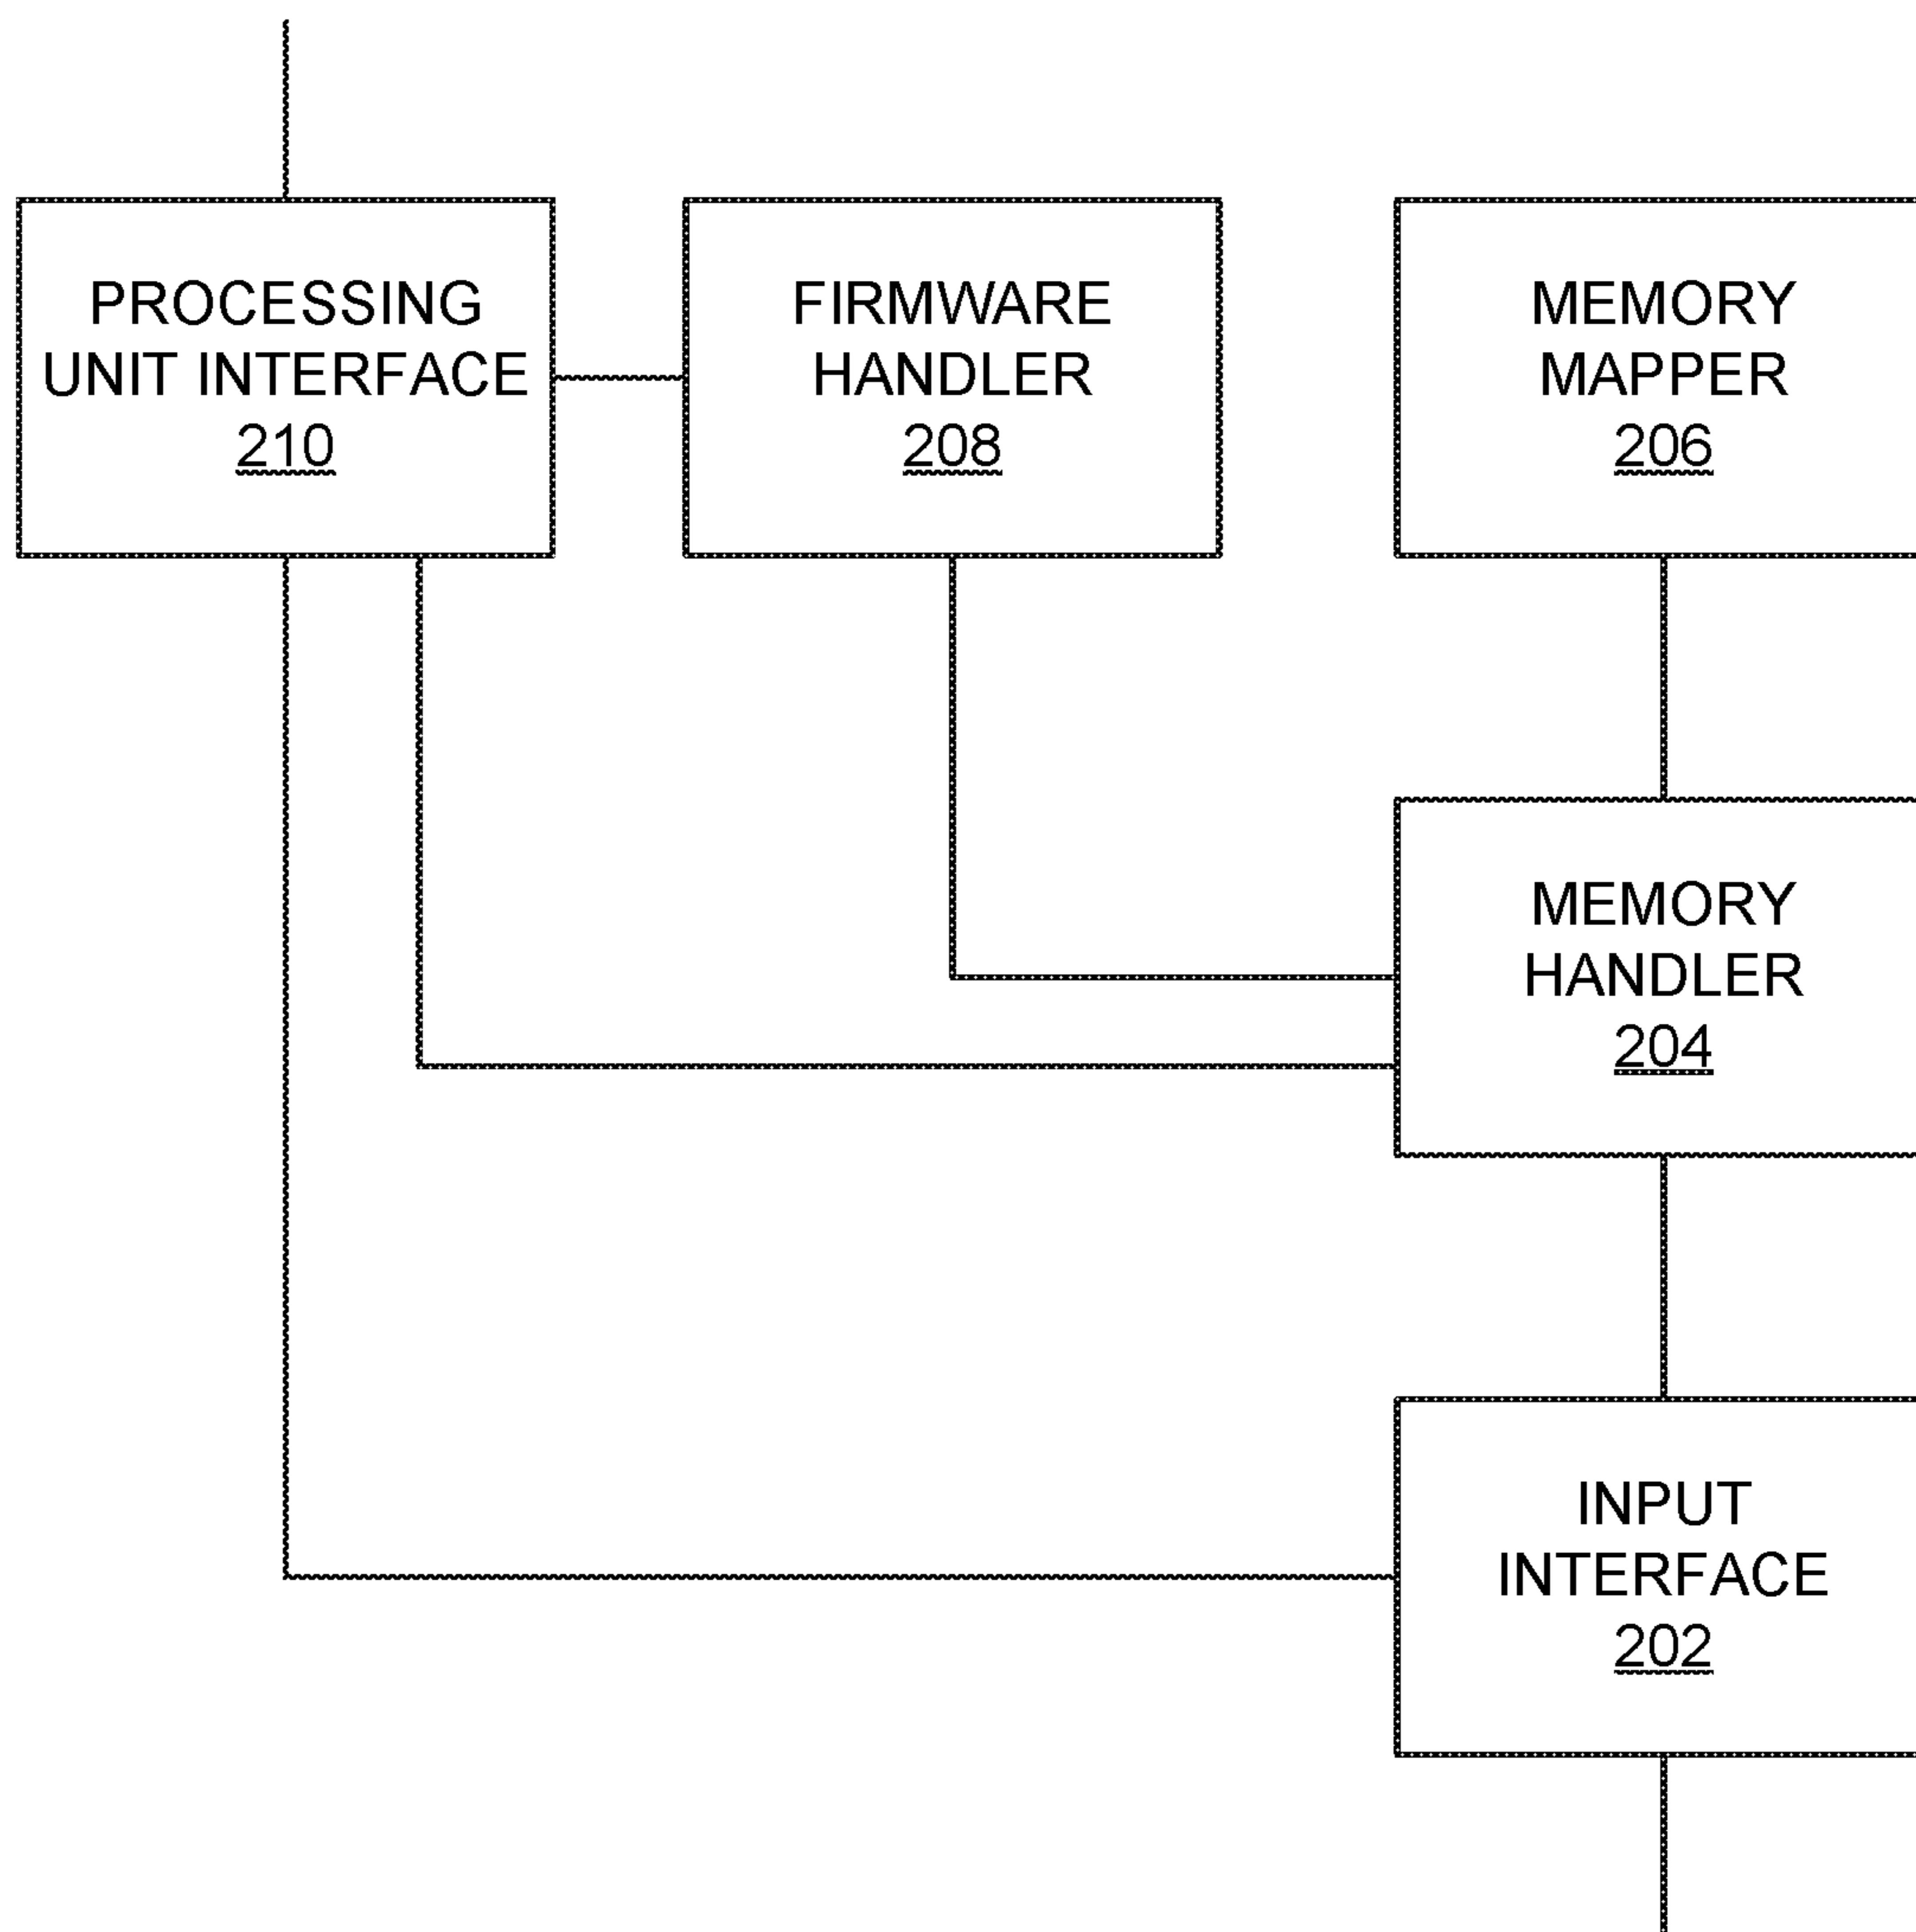 PROCESSING
UNIT INTERFACE
210
FIRMWARE
HANDLER
208
MEMORY
MAPPER
206
MEMORY
HANDLER
204
INPUT
INTERFACE
202